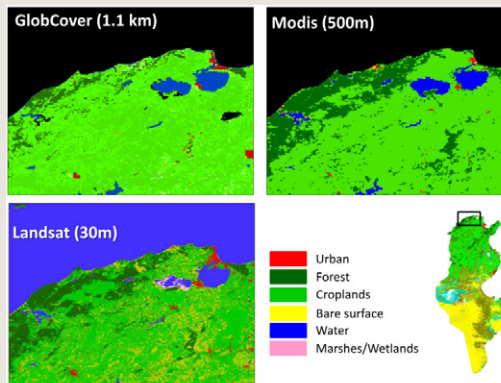 GlobCover (1.1 km)
Modis (500m)
Landsat (30m)
Urban
Forest
Croplands
Bare surface
Water
Marshes/Wetlands